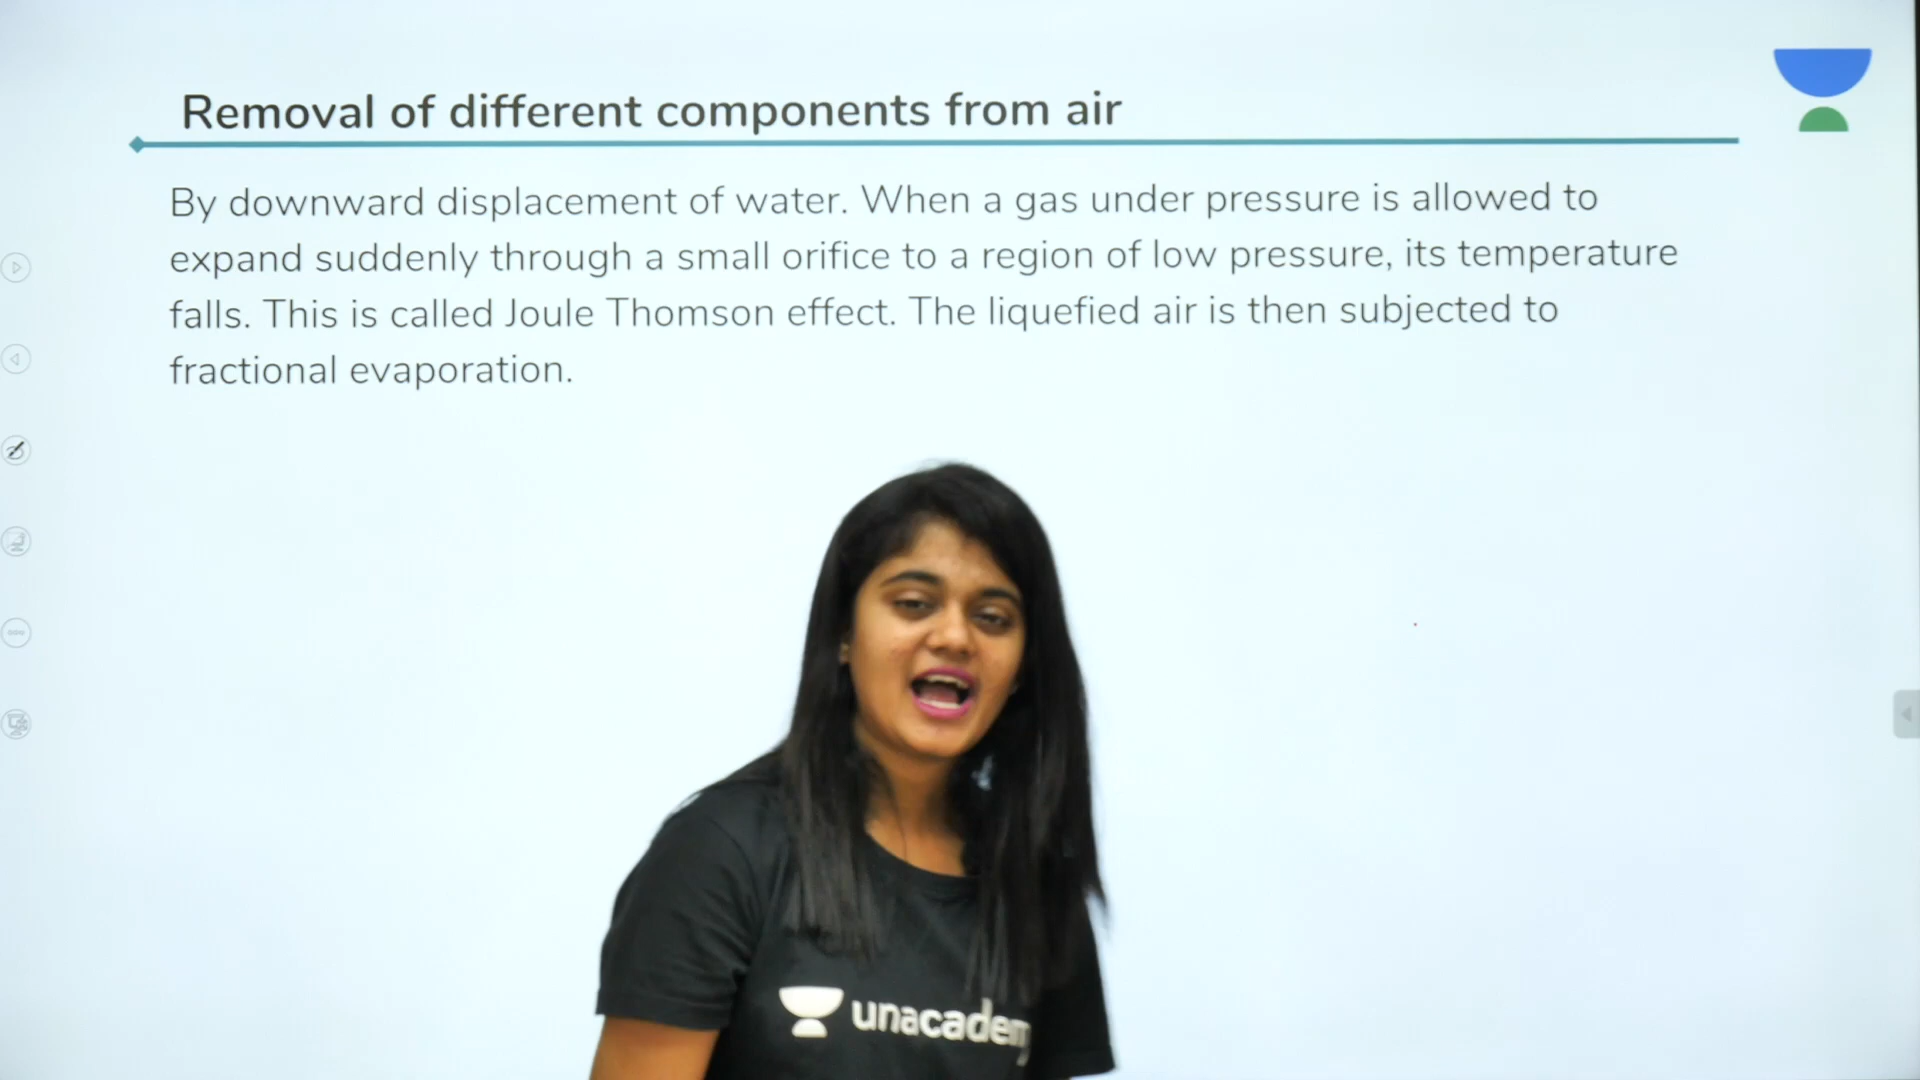 Removal of different components from air
By downward displacement of water. When a gas under pressure is allowed to
expand suddenly through a small orifice to a region of low pressure, its temperature
falls. This is called Joule Thomson effect. The liquefied air is then subjected to
fractional evaporation.
unacademy